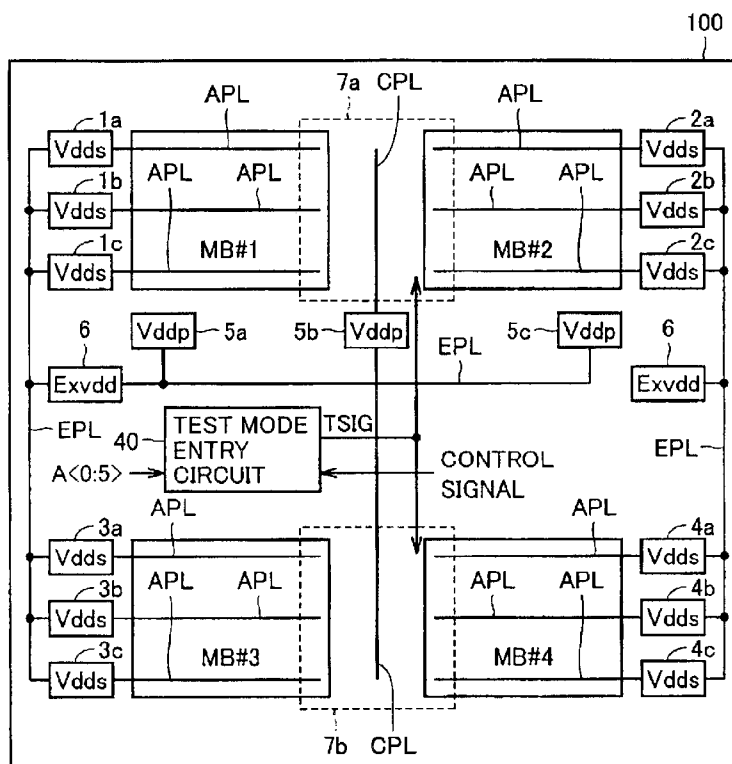 100
7a CPL
1a APL APL 2a
Vdds Vdds
1b APL APL APL APL 2b
Vdds Vdds
1c MB#1 MB#2 2c
Vdds Vdds
6 Vddp 5a 5b Vddp 5c Vddp 6
Exvdd EPL Exvdd
EPL 40 TEST MODE TSIG EPL
ENTRY
A<0:5> CIRCUIT CONTROL
SIGNAL
3a APL APL 4a
Vdds Vdds
3b APL APL APL APL 4b
Vdds Vdds
3c MB#3 MB#4 4c
Vdds Vdds
7b CPL